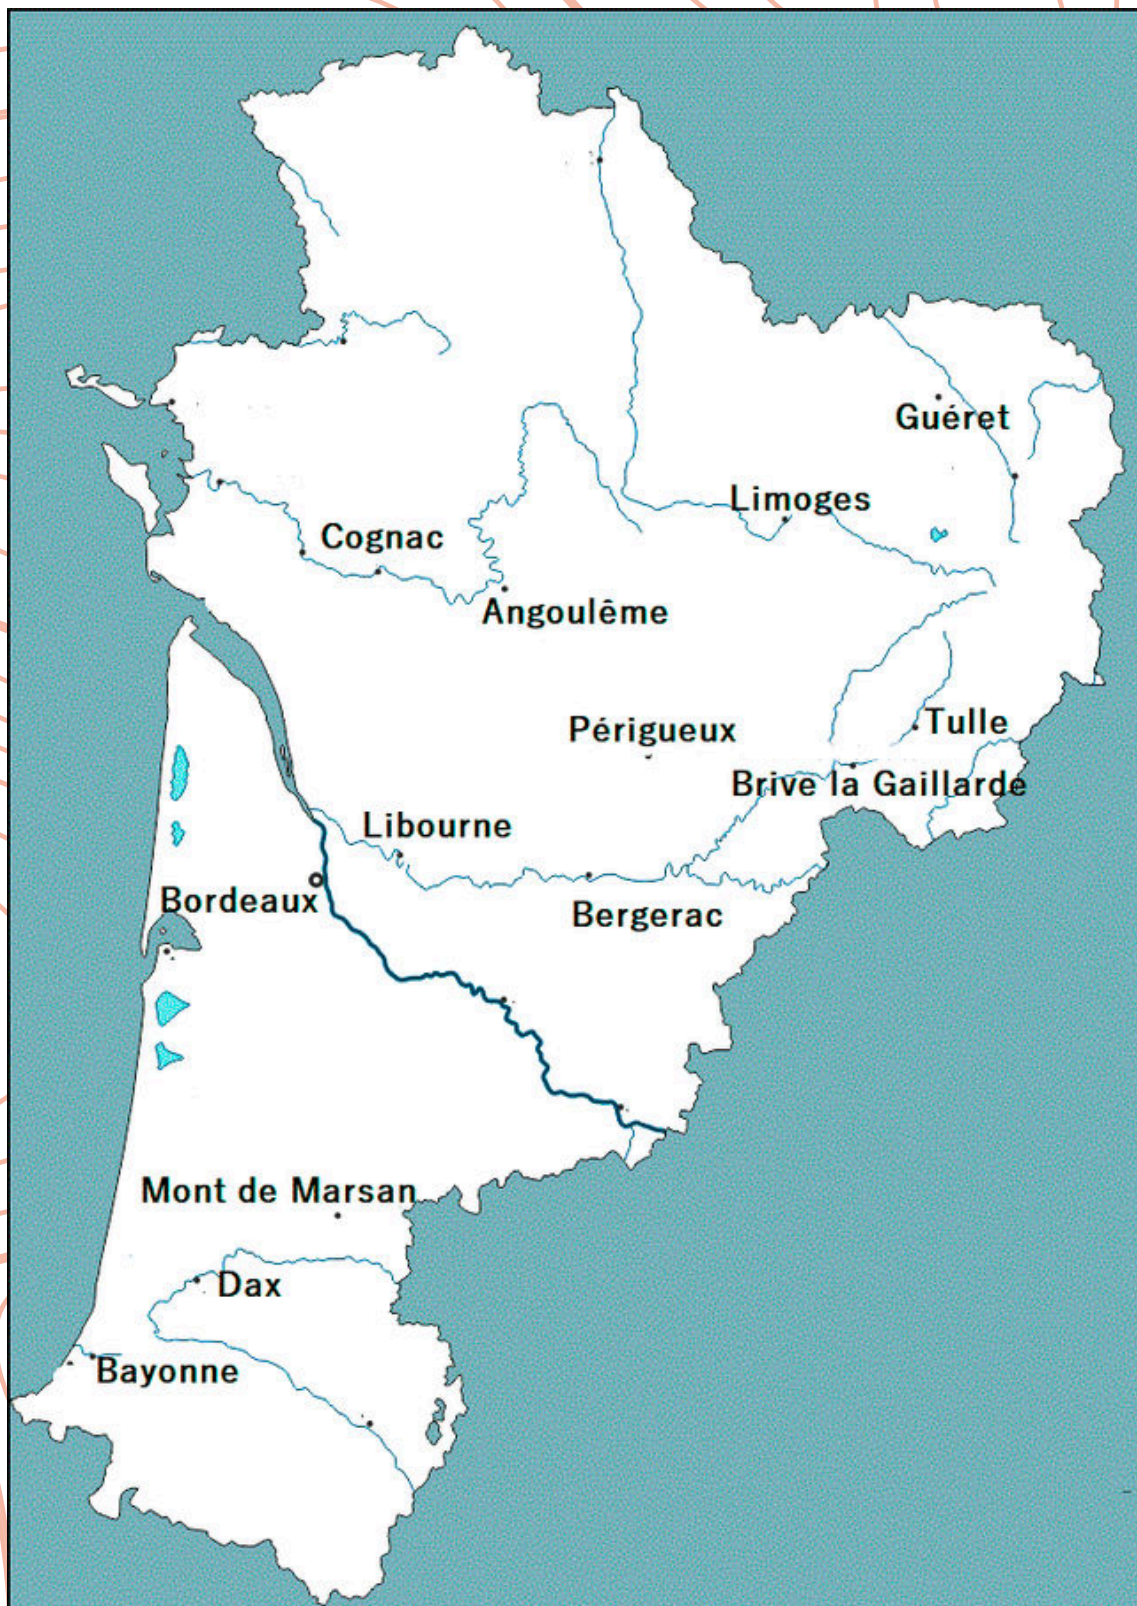 Guéret
Limoges
Cognac
Angoulême
Périgueux
Tulle
Brive la Gaillarde
Libourne
Bordeaux
Bergerac
Mont de Marsan
Dax
Bayonne